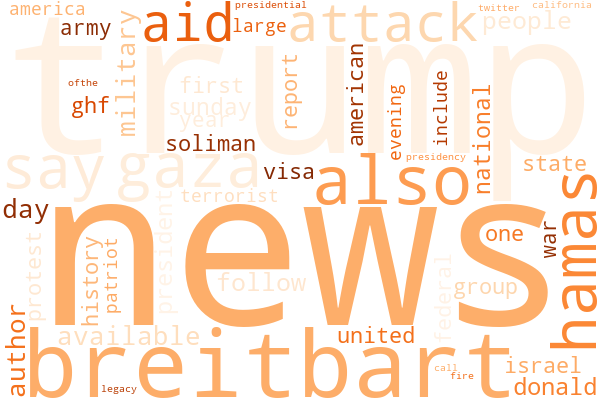 america
presidential
twitter
california
army
aid
large
attack
people
trump
military
ofthe
ghf
first
sunday
year
report
american
evening
include
national
soliman
say
gaza
visa
also
presidency
state
terrorist
day
news
hamas
protest
history
patriot
president
follow
federal
group
one
war
author
available
breitbart
united
israel
donald
call
fire
legacy